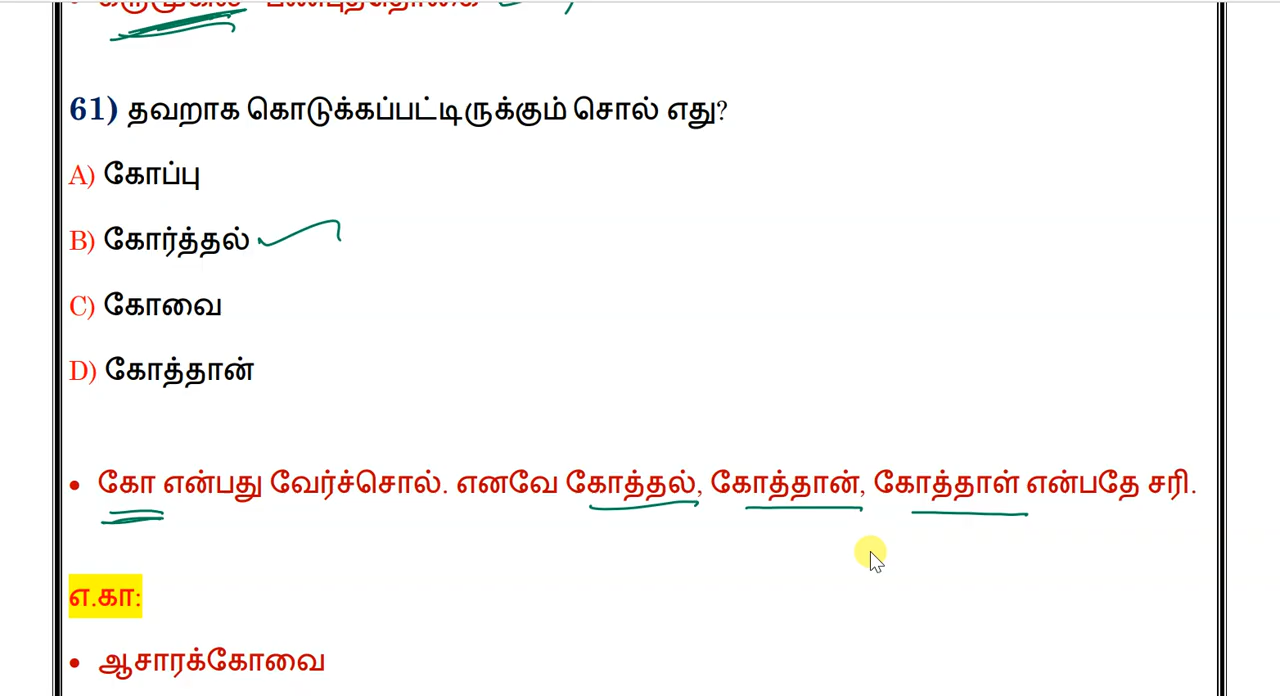 61) தவறாக கொடுக்கப்பட்டிருக்கும் சொல் எது?
A) கோப்பு
B) கோர்த்தல்
C) கோவை
D) கோத்தான்
• கோ என்பது வேர்ச்சொல். எனவே கோத்தல், கோத்தான், கோத்தாள் என்பதே சரி.
எ.கா:
• ஆசாரக்கோவை